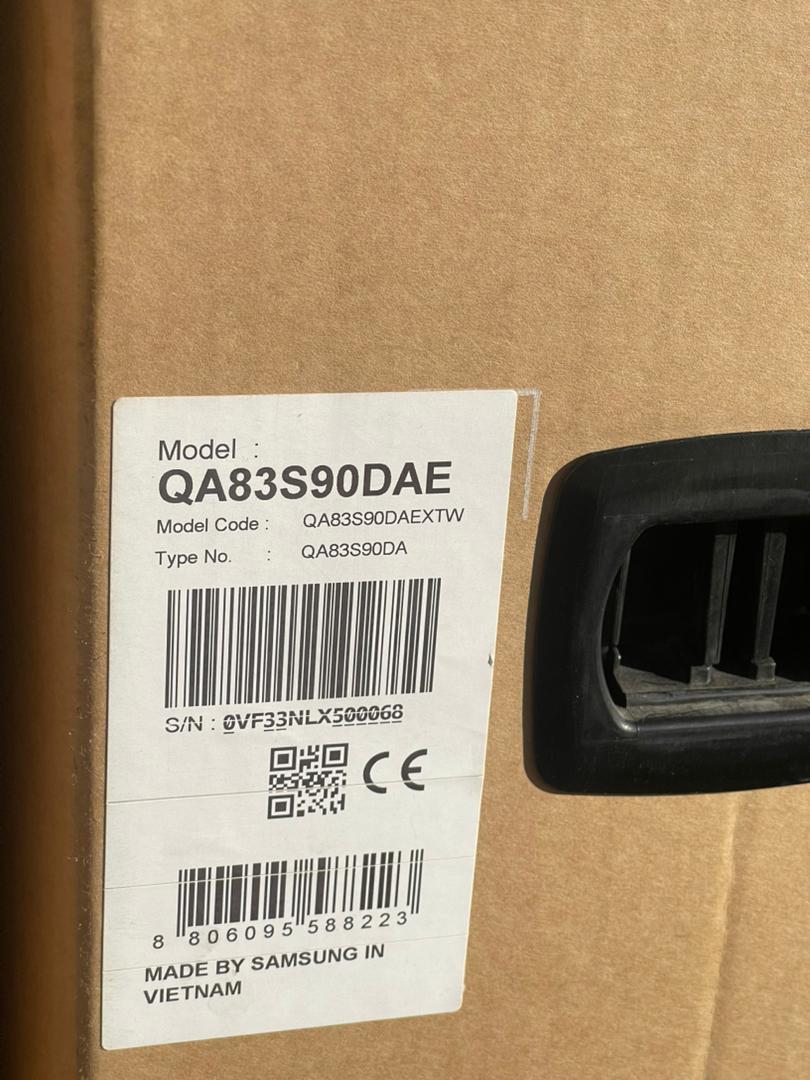 Model :
QA83S90DAE
Model Code : QA83S90DAEXTW
Type No. : QA83S90DA
S/N : 0VF33NLX500068
CE
8 806095 588223
MADE BY SAMSUNG IN
VIETNAM